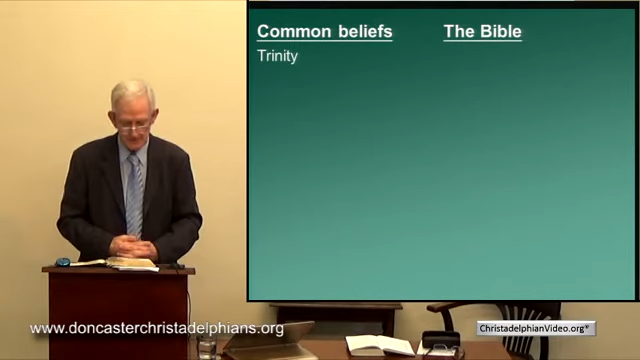 Common beliefs
The Bible
Trinity
www.doncasterchristadelphians.org
ChristadelphianVideo.org®